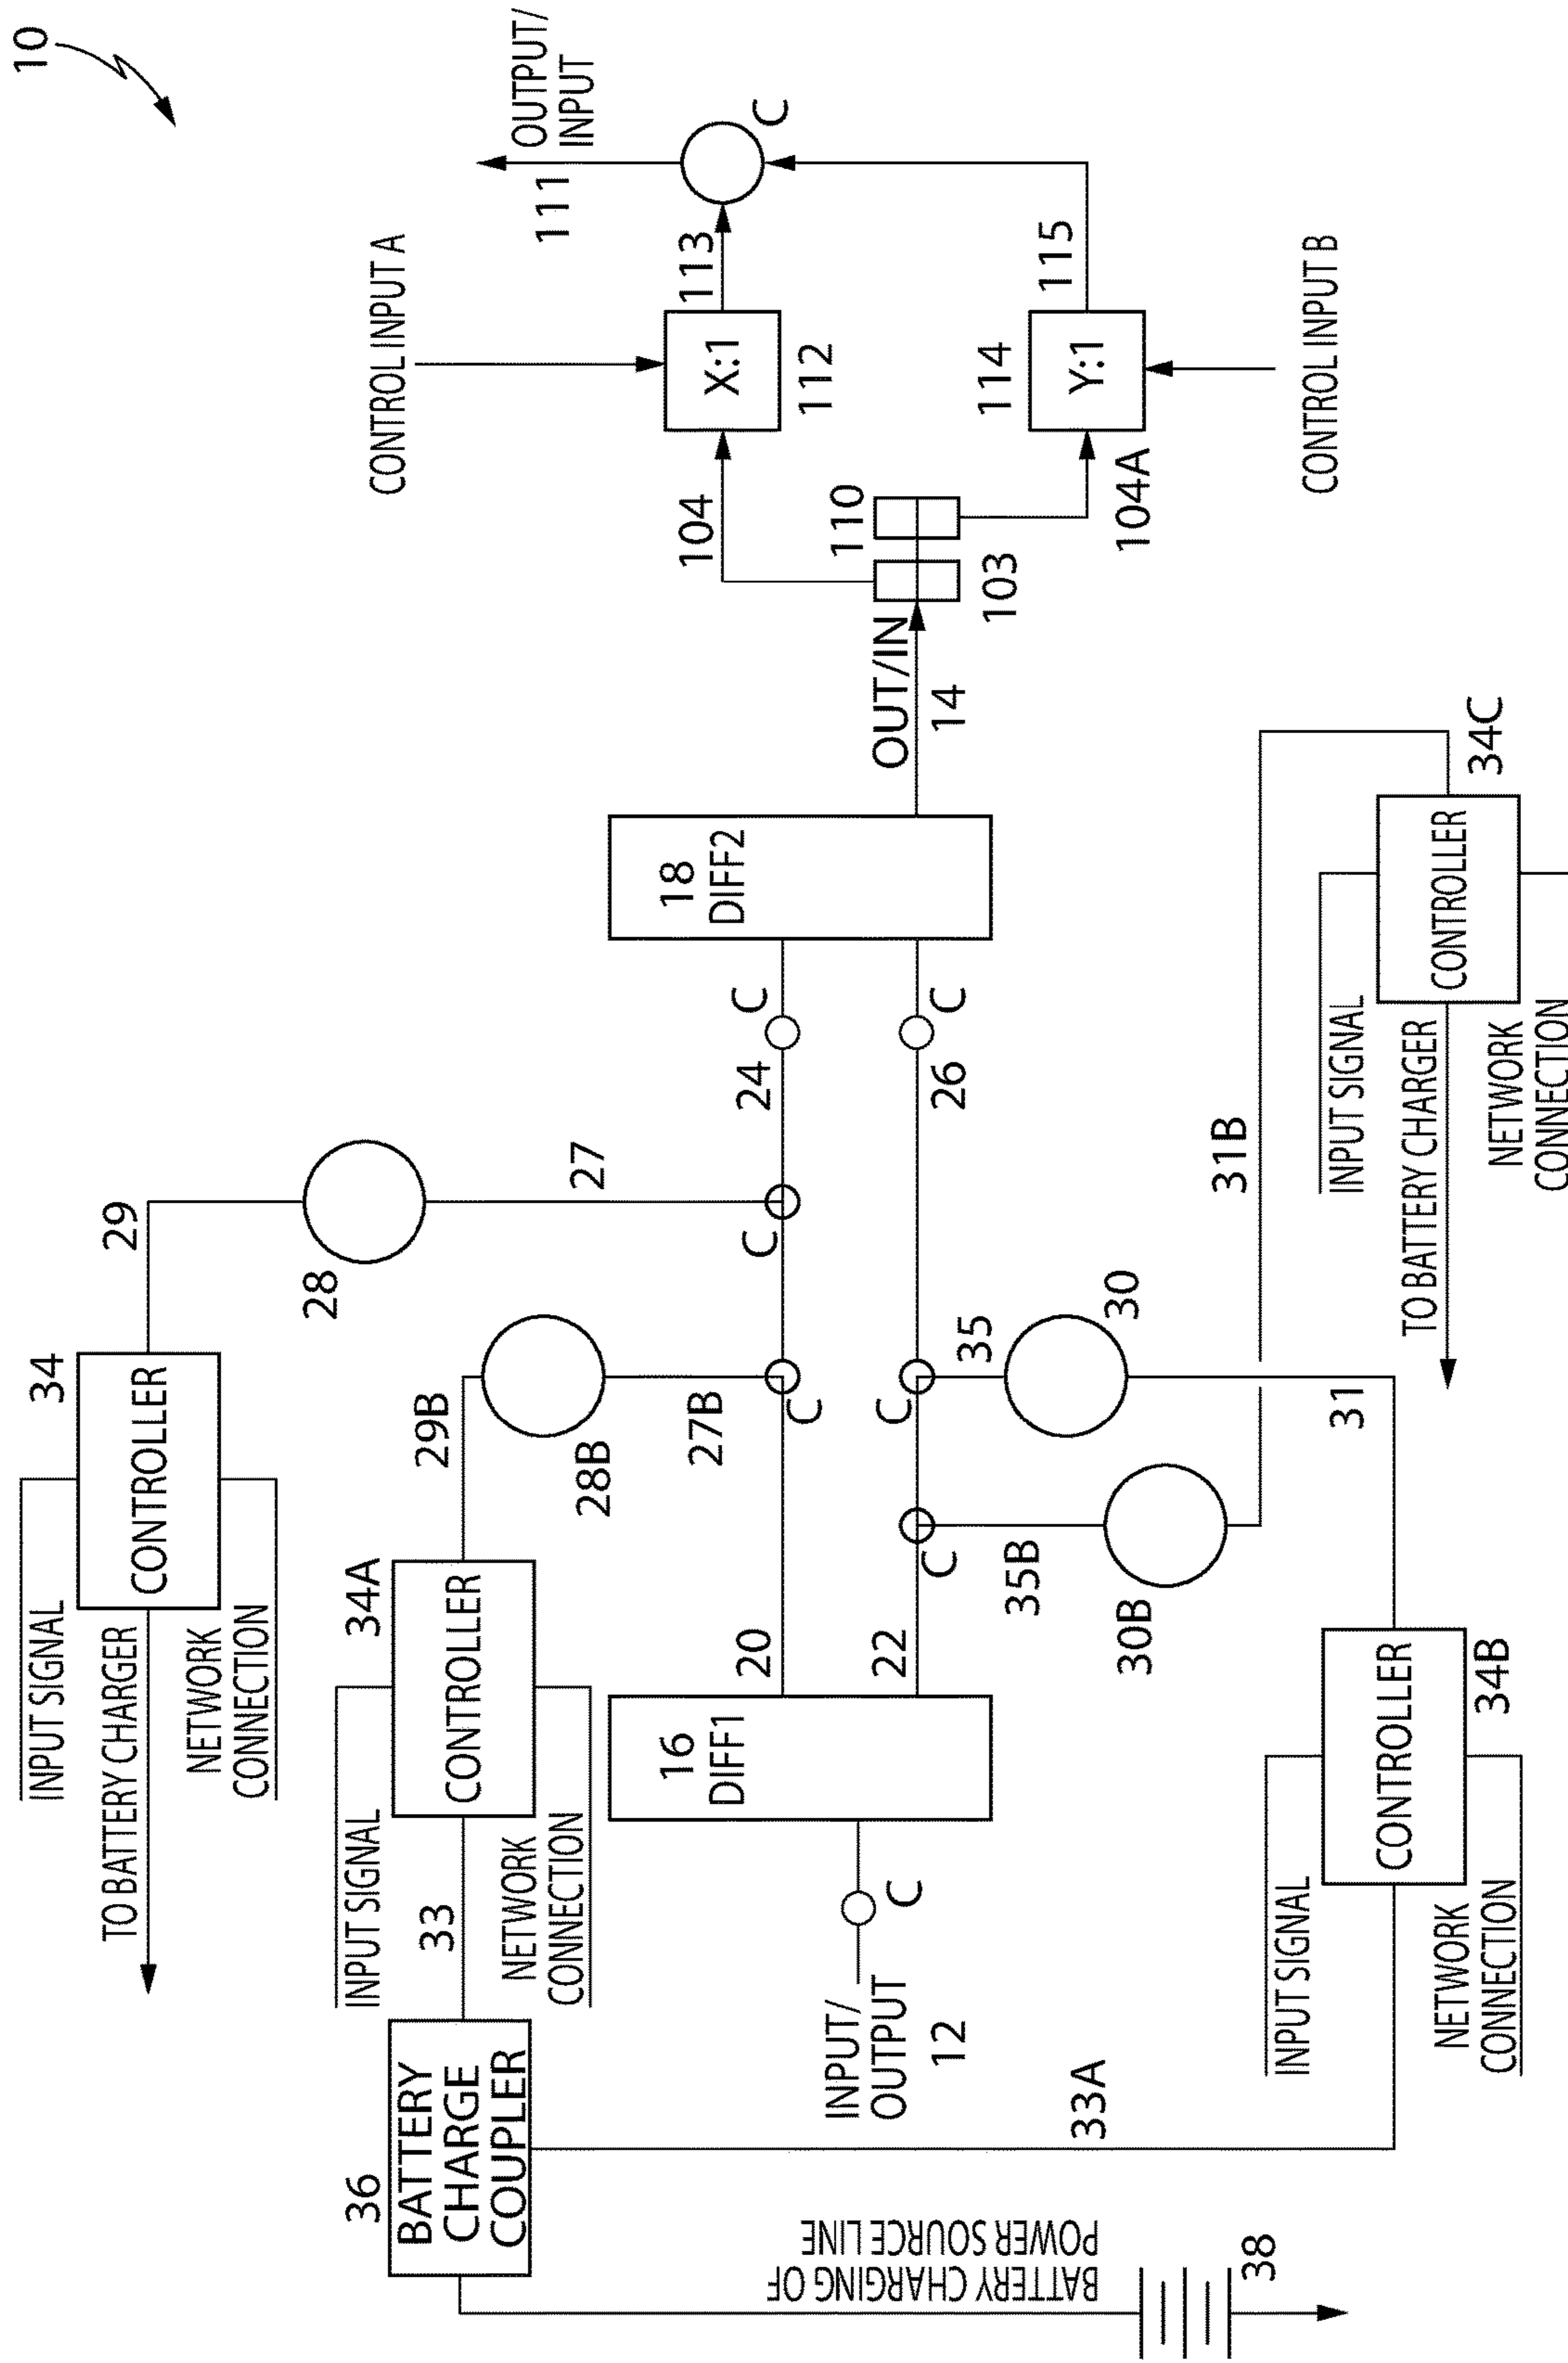 10
OUTPUT/
INPUT
111
C
CONTROL INPUT A
113
115
X:1
112
114
Y:1
CONTROL INPUT B
104
110
103
104A
OUT/IN
14
18
DIFF2
C
C
24
26
34C
CONTROLLER
INPUT SIGNAL
TO BATTERY CHARGER
NETWORK
CONNECTION
31B
29
28
27
C
34
CONTROLLER
INPUT SIGNAL
TO BATTERY CHARGER
NETWORK
CONNECTION
29B
28B
27B
C
C
35
30
31
C
35B
30B
34A
CONTROLLER
INPUT SIGNAL
NETWORK
CONNECTION
33
20
22
16
DIFF1
C
INPUT/
OUTPUT
12
34B
CONTROLLER
INPUT SIGNAL
NETWORK
CONNECTION
33A
36
BATTERY
CHARGE
COUPLER
BATTERY CHARGING OF
POWER SOURCE LINE
38